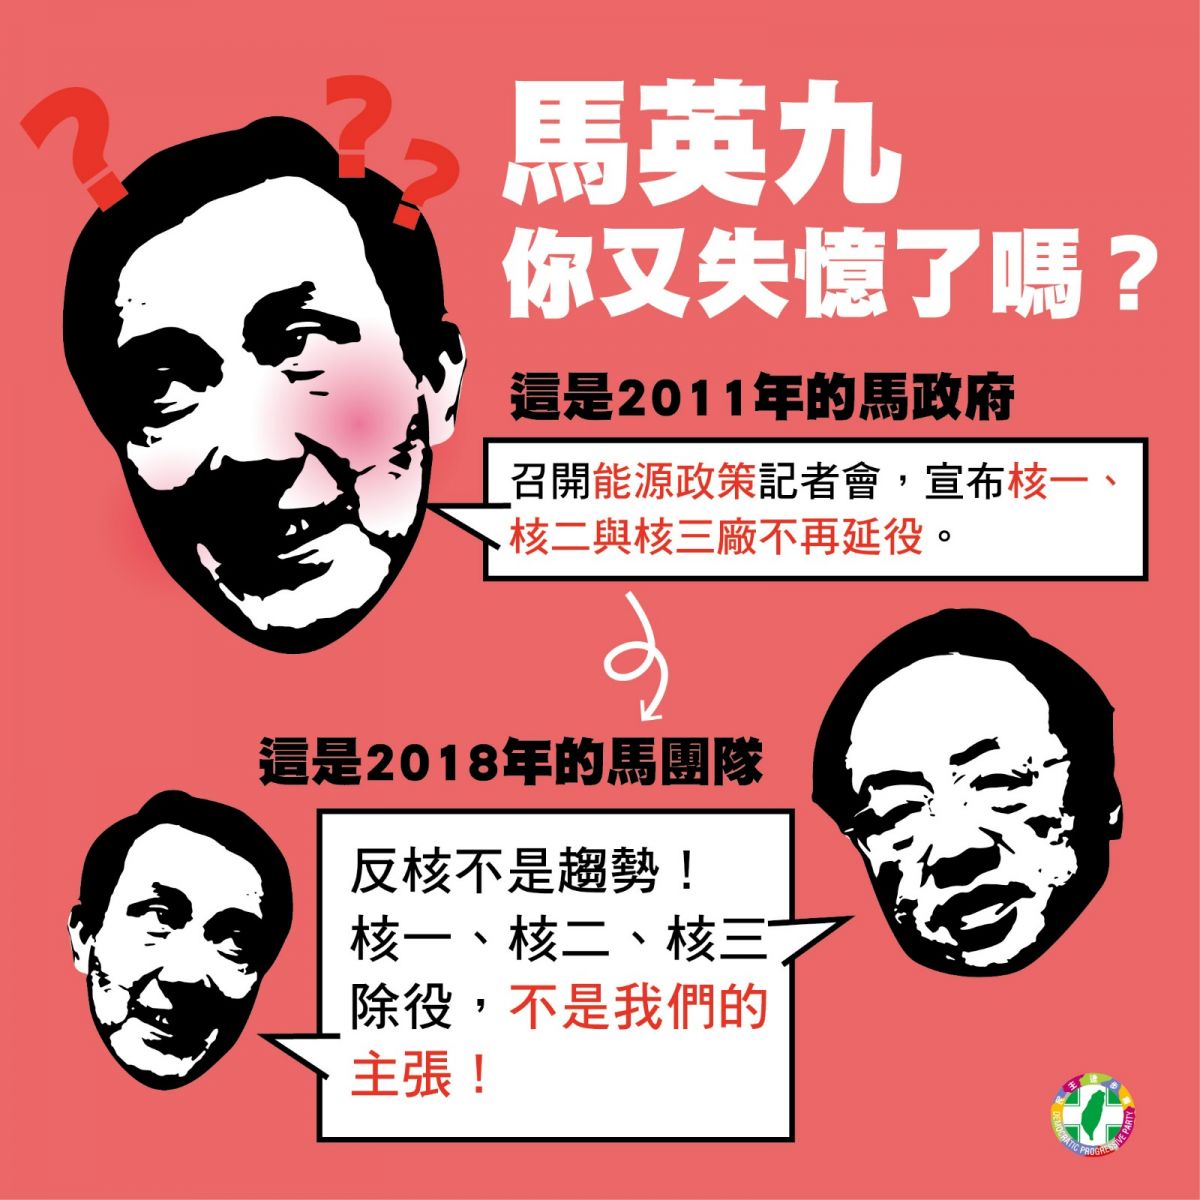 馬英九
你又失憶了嗎？
這是2011年的馬政府
召開能源政策記者會，宣布核一、
核二與核三廠不再延役。
這是2018年的馬團隊
反核不是趨勢！
核一、核二、核三
除役，不是我們的
主張！
民主進步黨
DEMOCRATIC PROGRESSIVE PARTY